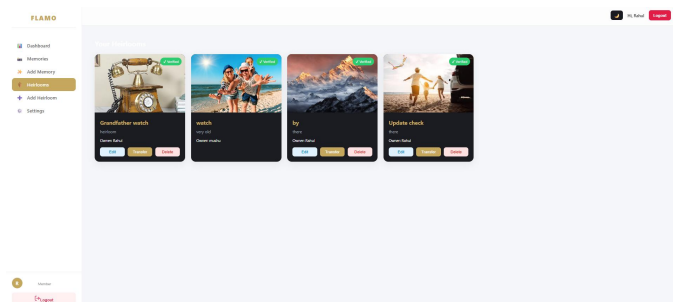 FLAMO
Hi, Rahul
Logout
Dashboard
Memories
Add Memory
Heirlooms
Add Heirloom
Settings
✓ Verified
Grandfather watch
heirloom
Owner: Rahul
Edit
Transfer
Delete
✓ Verified
watch
very old
Owner: mushu
✓ Verified
by
there
Owner: Rahul
Edit
Transfer
Delete
✓ Verified
Update check
there
Owner: Rahul
Edit
Transfer
Delete
Logout